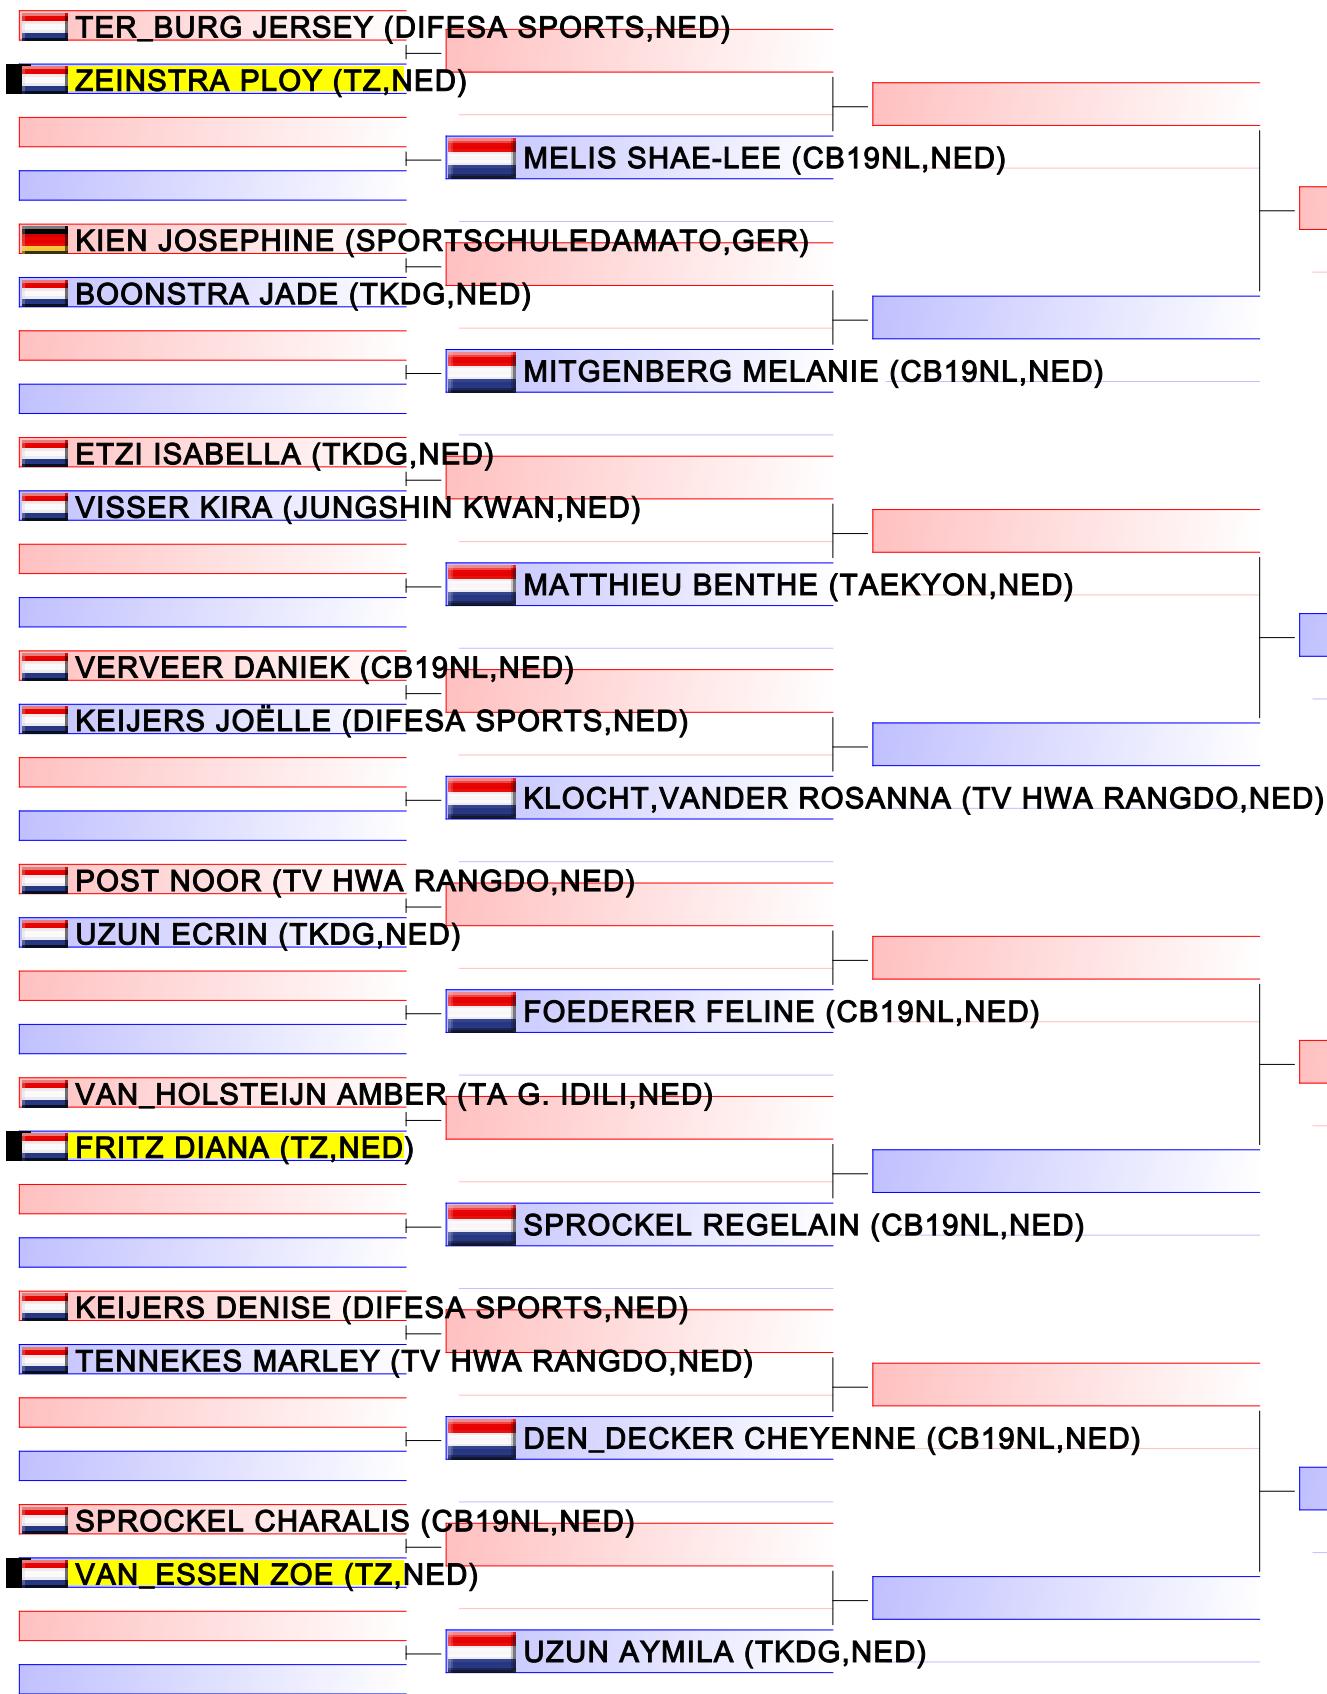 TER_BURG JERSEY (DIFESA SPORTS,NED)
ZEINSTRA PLOY (TZ,NED)
MELIS SHAE-LEE (CB19NL,NED)
KIEN JOSEPHINE (SPORTSCHULEDAMATO,GER)
BOONSTRA JADE (TKDG,NED)
MITGENBERG MELANIE (CB19NL,NED)
ETZI ISABELLA (TKDG,NED)
VISSER KIRA (JUNGSHIN KWAN,NED)
MATTHIEU BENTHE (TAEKYON,NED)
VERVEER DANIEK (CB19NL,NED)
KEIJERS JOËLLE (DIFESA SPORTS,NED)
KLOCHT,VANDER ROSANNA (TV HWA RANGDO,NED)
POST NOOR (TV HWA RANGDO,NED)
UZUN ECRIN (TKDG,NED)
FOEDERER FELINE (CB19NL,NED)
VAN_HOLSTEIJN AMBER (TA G. IDILI,NED)
FRITZ DIANA (TZ,NED)
SPROCKEL REGELAIN (CB19NL,NED)
KEIJERS DENISE (DIFESA SPORTS,NED)
TENNEKES MARLEY (TV HWA RANGDO,NED)
DEN_DECKER CHEYENNE (CB19NL,NED)
SPROCKEL CHARALIS (CB19NL,NED)
VAN_ESSEN ZOE (TZ,NED)
UZUN AYMILA (TKDG,NED)